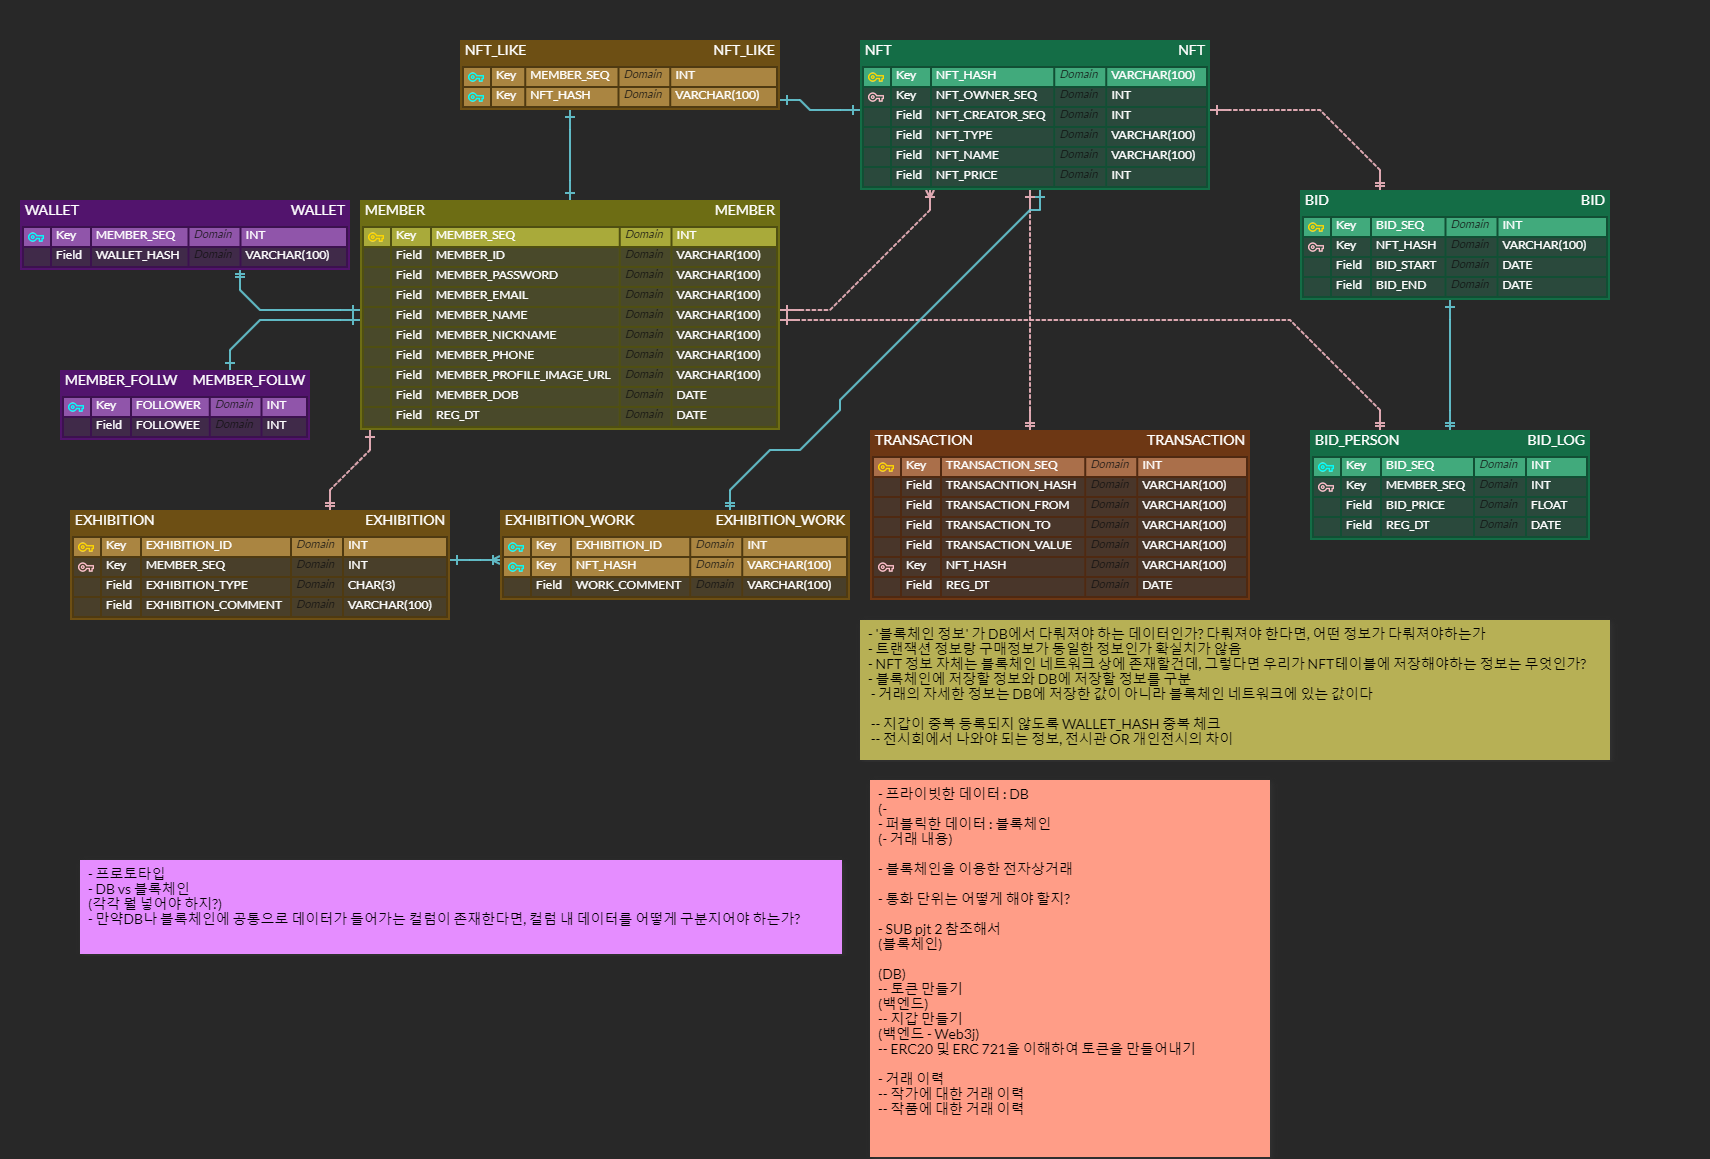 NFT_LIKE NFT_LIKE
Key MEMBER_SEQ Domain INT
Key NFT_HASH Domain VARCHAR(100)
NFT NFT
Key NFT_HASH Domain VARCHAR(100)
Key NFT_OWNER_SEQ Domain INT
Field NFT_CREATOR_SEQ Domain INT
Field NFT_TYPE Domain VARCHAR(100)
Field NFT_NAME Domain VARCHAR(100)
Field NFT_PRICE Domain INT
WALLET WALLET
Key MEMBER_SEQ Domain INT
Field WALLET_HASH Domain VARCHAR(100)
MEMBER MEMBER
Key MEMBER_SEQ Domain INT
Field MEMBER_ID Domain VARCHAR(100)
Field MEMBER_PASSWORD Domain VARCHAR(100)
Field MEMBER_EMAIL Domain VARCHAR(100)
Field MEMBER_NAME Domain VARCHAR(100)
Field MEMBER_NICKNAME Domain VARCHAR(100)
Field MEMBER_PHONE Domain VARCHAR(100)
Field MEMBER_PROFILE_IMAGE_URL Domain VARCHAR(100)
Field MEMBER_DOB Domain DATE
Field REG_DT Domain DATE
BID BID
Key BID_SEQ Domain INT
Key NFT_HASH Domain VARCHAR(100)
Field BID_START Domain DATE
Field BID_END Domain DATE
MEMBER_FOLLW MEMBER_FOLLW
Key FOLLOWER Domain INT
Field FOLLOWEE Domain INT
EXHIBITION EXHIBITION
Key EXHIBITION_ID Domain INT
Key MEMBER_SEQ Domain INT
Field EXHIBITION_TYPE Domain CHAR(3)
Field EXHIBITION_COMMENT Domain VARCHAR(100)
EXHIBITION_WORK EXHIBITION_WORK
Key EXHIBITION_ID Domain INT
Key NFT_HASH Domain VARCHAR(100)
Field WORK_COMMENT Domain VARCHAR(100)
TRANSACTION TRANSACTION
Key TRANSACTION_SEQ Domain INT
Field TRANSACNTION_HASH Domain VARCHAR(100)
Field TRANSACTION_FROM Domain VARCHAR(100)
Field TRANSACTION_TO Domain VARCHAR(100)
Field TRANSACTION_VALUE Domain VARCHAR(100)
Key NFT_HASH Domain VARCHAR(100)
Field REG_DT Domain DATE
BID_PERSON BID_LOG
Key BID_SEQ Domain INT
Key MEMBER_SEQ Domain INT
Field BID_PRICE Domain FLOAT
Field REG_DT Domain DATE
- '블록체인 정보' 가 DB에서 다뤄져야 하는 데이터인가? 다뤄져야 한다면, 어떤 정보가 다뤄져야하는가
- 트랜잭션 정보랑 구매정보가 동일한 정보인가 확실치가 않음
- NFT 정보 자체는 블록체인 네트워크 상에 존재할건데, 그렇다면 우리가 NFT테이블에 저장해야하는 정보는 무엇인가?
- 블록체인에 저장할 정보와 DB에 저장할 정보를 구분
- 거래의 자세한 정보는 DB에 저장한 값이 아니라 블록체인 네트워크에 있는 값이다
-- 지갑이 중복 등록되지 않도록 WALLET_HASH 중복 체크
-- 전시회에서 나와야 되는 정보, 전시관 OR 개인전시의 차이
- 프라이빗한 데이터 : DB
(-
- 퍼블릭한 데이터 : 블록체인
(- 거래 내용)
- 블록체인을 이용한 전자상거래
- 통화 단위는 어떻게 해야 할지?
- SUB pjt 2 참조해서
(블록체인)
(DB)
-- 토큰 만들기
(백엔드)
-- 지갑 만들기
(백엔드 - Web3j)
-- ERC20 및 ERC 721을 이해하여 토큰을 만들어내기
- 거래 이력
-- 작가에 대한 거래 이력
-- 작품에 대한 거래 이력
- 프로토타입
- DB vs 블록체인
(각각 뭘 넣어야 하지?)
- 만약DB나 블록체인에 공통으로 데이터가 들어가는 컬럼이 존재한다면, 컬럼 내 데이터를 어떻게 구분지어야 하는가?